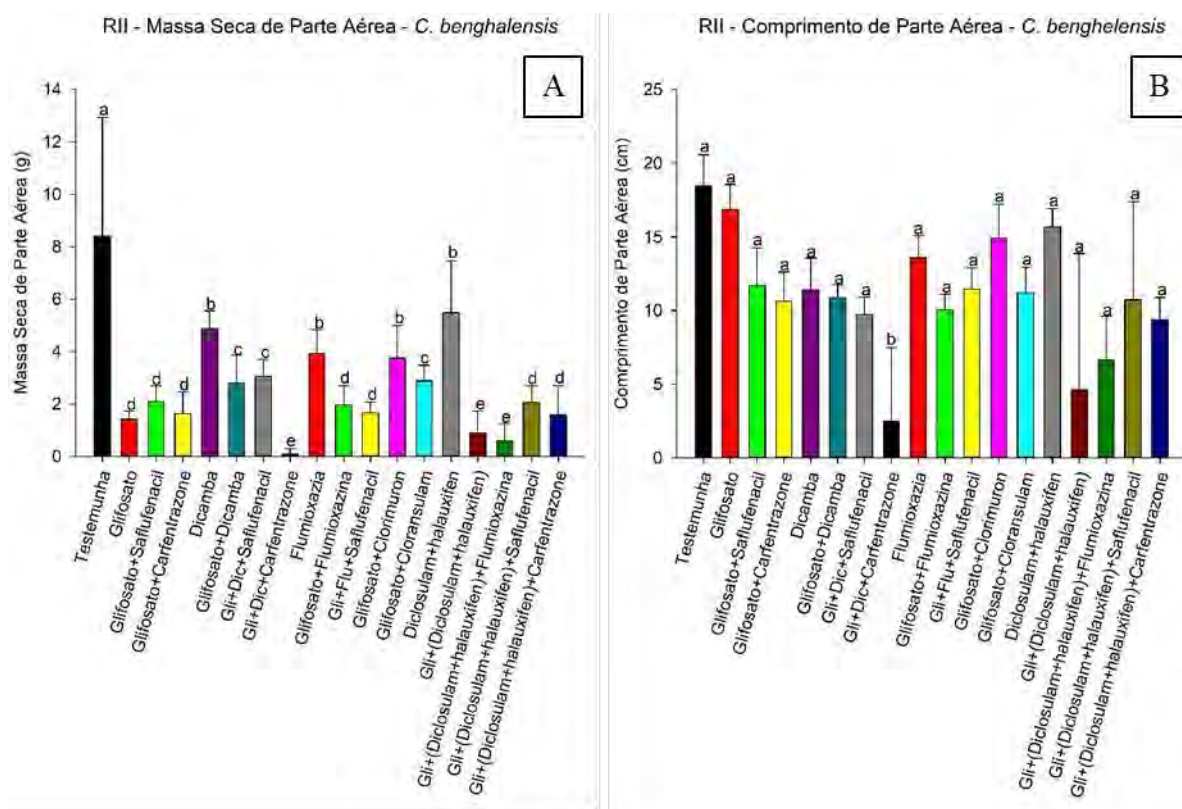 RII - Massa Seca de Parte Aérea - C. benghalensis
A
Massa Seca de Parte Aérea (g)
14
12
10
8
6
4
2
0
a
d
d
d
b
c
c
e
b
d
d
b
c
b
e
e
d
d
Testemunha
Glifosato
Glifosato+Saflufenacil
Glifosato+Carfentrazone
Dicamba
Glifosato+Dicamba
Gli+Dic+Saflufenacil
Gli+Dic+Carfentrazone
Flumioxazia
Glifosato+Flumioxazina
Gli+Flu+Saflufenacil
Glifosato+Clorimuron
Glifosato+Cloransulam
Diclosulam+halauxifen
Gli+(Diclosulam+halauxifen)
Gli+(Diclosulam+halauxifen)+Flumioxazina
Gli+(Diclosulam+halauxifen)+Saflufenacil
Gli+(Diclosulam+halauxifen)+Carfentrazone
RII - Comprimento de Parte Aérea - C. benghelensis
B
Comprimento de Parte Aérea (cm)
25
20
15
10
5
0
a
a
a
a
a
a
a
b
a
a
a
a
a
a
a
a
a
a
Testemunha
Glifosato
Glifosato+Saflufenacil
Glifosato+Carfentrazone
Dicamba
Glifosato+Dicamba
Gli+Dic+Saflufenacil
Gli+Dic+Carfentrazone
Flumioxazia
Glifosato+Flumioxazina
Gli+Flu+Saflufenacil
Glifosato+Clorimuron
Glifosato+Cloransulam
Diclosulam+halauxifen
Gli+(Diclosulam+halauxifen)
Gli+(Diclosulam+halauxifen)+Flumioxazina
Gli+(Diclosulam+halauxifen)+Saflufenacil
Gli+(Diclosulam+halauxifen)+Carfentrazone